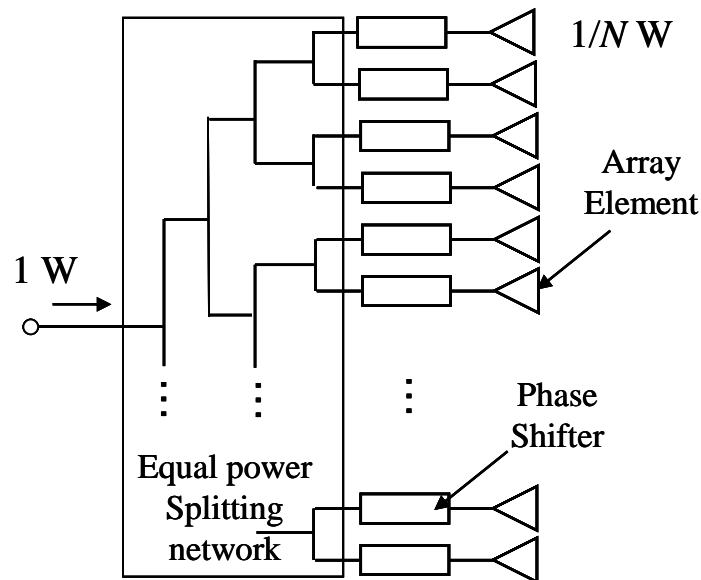 1/N W
Array
Element
1 W
Phase
Shifter
Equal power
Splitting
network